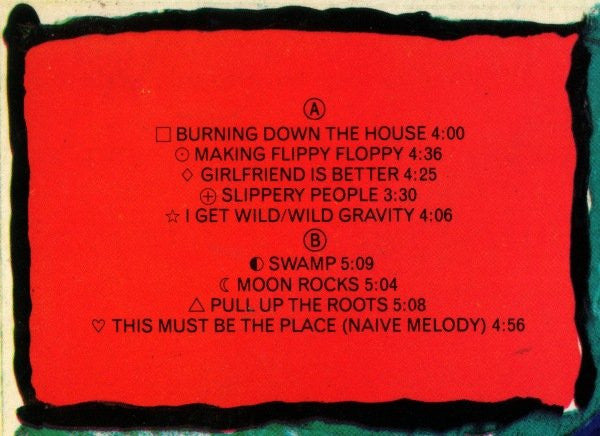 Ⓐ
□ BURNING DOWN THE HOUSE 4:00
⊙ MAKING FLIPPY FLOPPY 4:36
◇ GIRLFRIEND IS BETTER 4:25
⊕ SLIPPERY PEOPLE 3:30
☆ I GET WILD/WILD GRAVITY 4:06
Ⓑ
◐ SWAMP 5:09
☾ MOON ROCKS 5:04
△ PULL UP THE ROOTS 5:08
♡ THIS MUST BE THE PLACE (NAIVE MELODY) 4:56